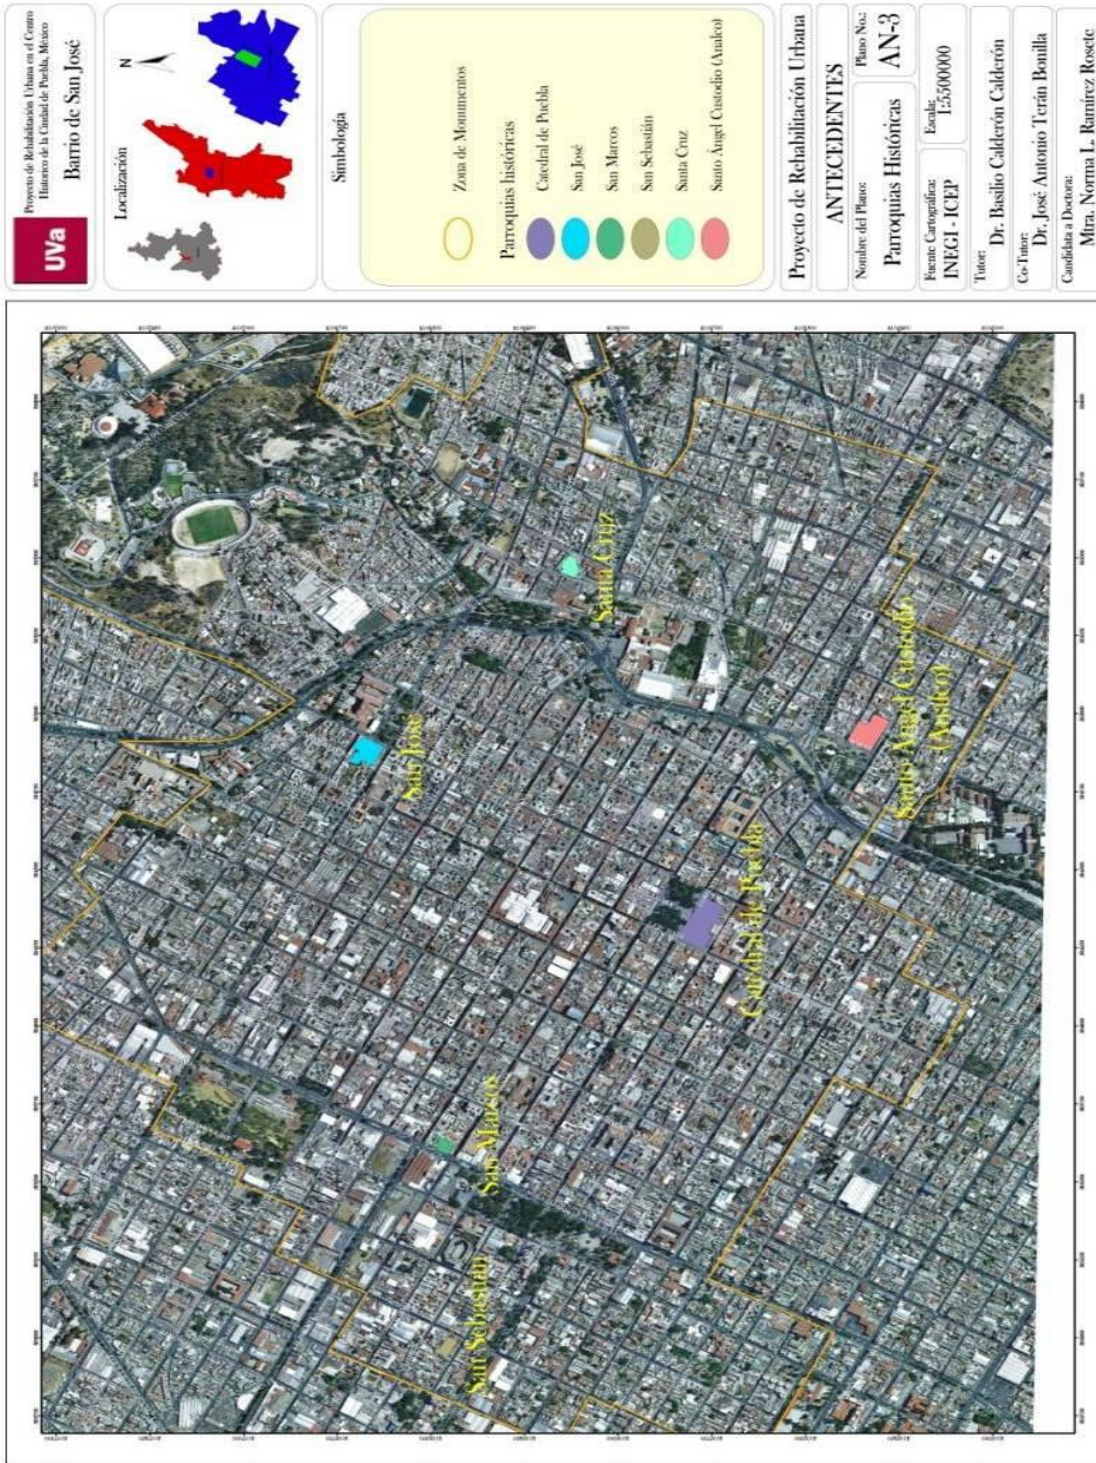 UVa
Proyecto de Rehabilitación Urbana en el Centro
Histórico de la Ciudad de Puebla, México
Barrio de San José
Localización
N
Simbología
Zona de Monumentos
Parroquias históricas
Catedral de Puebla
San José
San Marcos
San Sebastián
Santa Cruz
Santo Ángel Custodio (Analco)
Proyecto de Rehabilitación Urbana
ANTECEDENTES
Nombre del Plano:
Parroquias Históricas
Plano No.:
AN-3
Fuente Cartográfica:
INEGI - ICEP
Escala:
1:5500000
Tutor:
Dr. Basilio Calderón Calderón
Co-Tutor:
Dr. José Antonio Terán Bonilla
Candidata a Doctora:
Mtra. Norma L. Ramírez Rosete
San José
Santa Cruz
San Marcos
San Sebastián
Catedral de Puebla
Santo Ángel Custodio
(Analco)